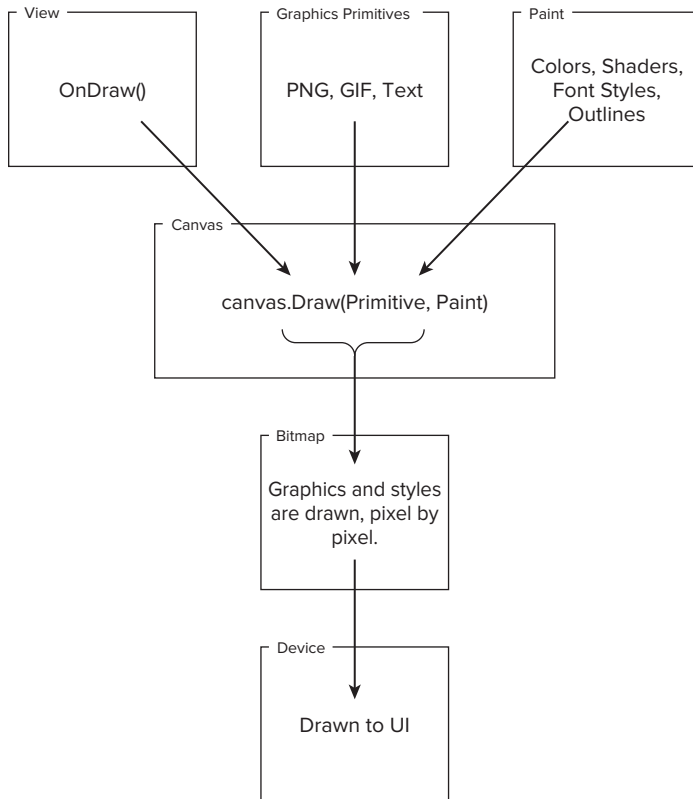 View
OnDraw()
Graphics Primitives
PNG, GIF, Text
Paint
Colors, Shaders,
Font Styles,
Outlines
Canvas
canvas.Draw(Primitive, Paint)
Bitmap
Graphics and styles
are drawn, pixel by
pixel.
Device
Drawn to UI